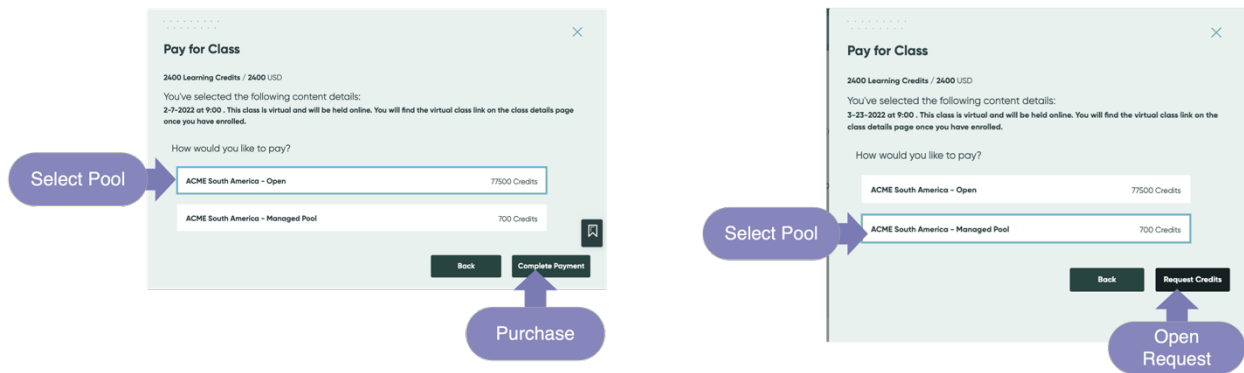 Pay for Class
2400 Learning Credits / 2400 USD
You've selected the following content details:
2-7-2022 at 9:00 . This class is virtual and will be held online. You will find the virtual class link on the class details page
once you have enrolled.
How would you like to pay?
Select Pool
ACME South America - Open 77500 Credits
ACME South America - Managed Pool 700 Credits
Back Complete Payment
Purchase
Pay for Class
2400 Learning Credits / 2400 USD
You've selected the following content details:
3-23-2022 at 9:00 . This class is virtual and will be held online. You will find the virtual class link on the
class details page once you have enrolled.
How would you like to pay?
ACME South America - Open 77500 Credits
Select Pool
ACME South America - Managed Pool 700 Credits
Back Request Credits
Open
Request